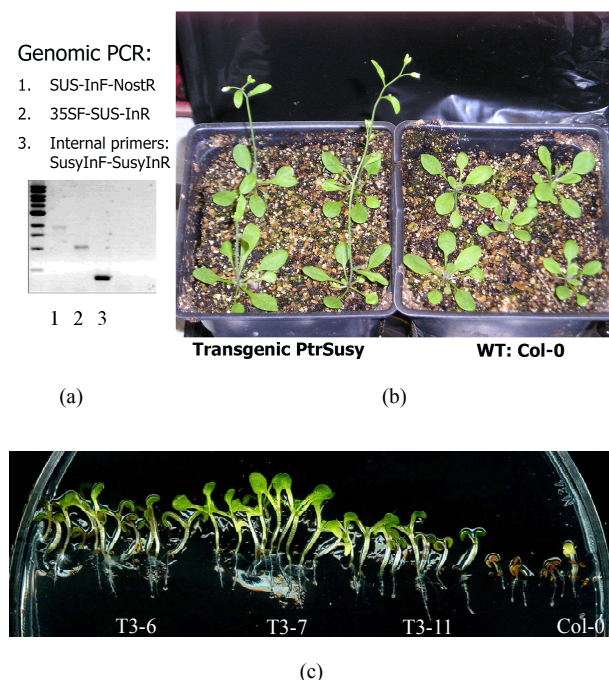 Genomic PCR:
1. SUS-InF-NostR
2. 35SF-SUS-InR
3. Internal primers:
SusyInF-SusyInR
1 2 3
Transgenic PtrSusy
WT: Col-0
(a)
(b)
T3-6
T3-7
T3-11
Col-0
(c)